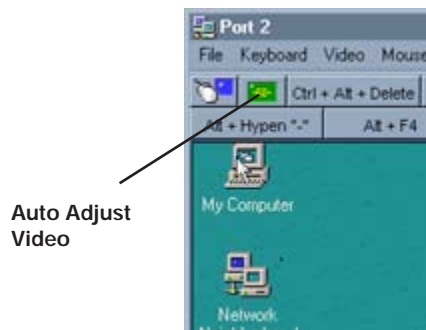 Port 2
File Keyboard Video Mouse
Ctrl + Alt + Delete
Alt + Hypen "-" Alt + F4
My Computer
Auto Adjust
Video
Network